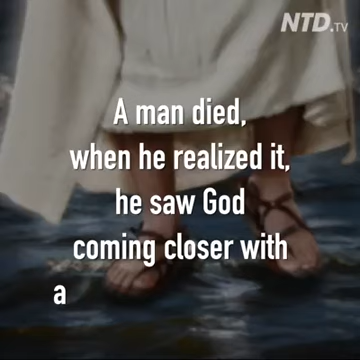 NTD.TV
A man died,
when he realized it,
he saw God
coming closer with
a